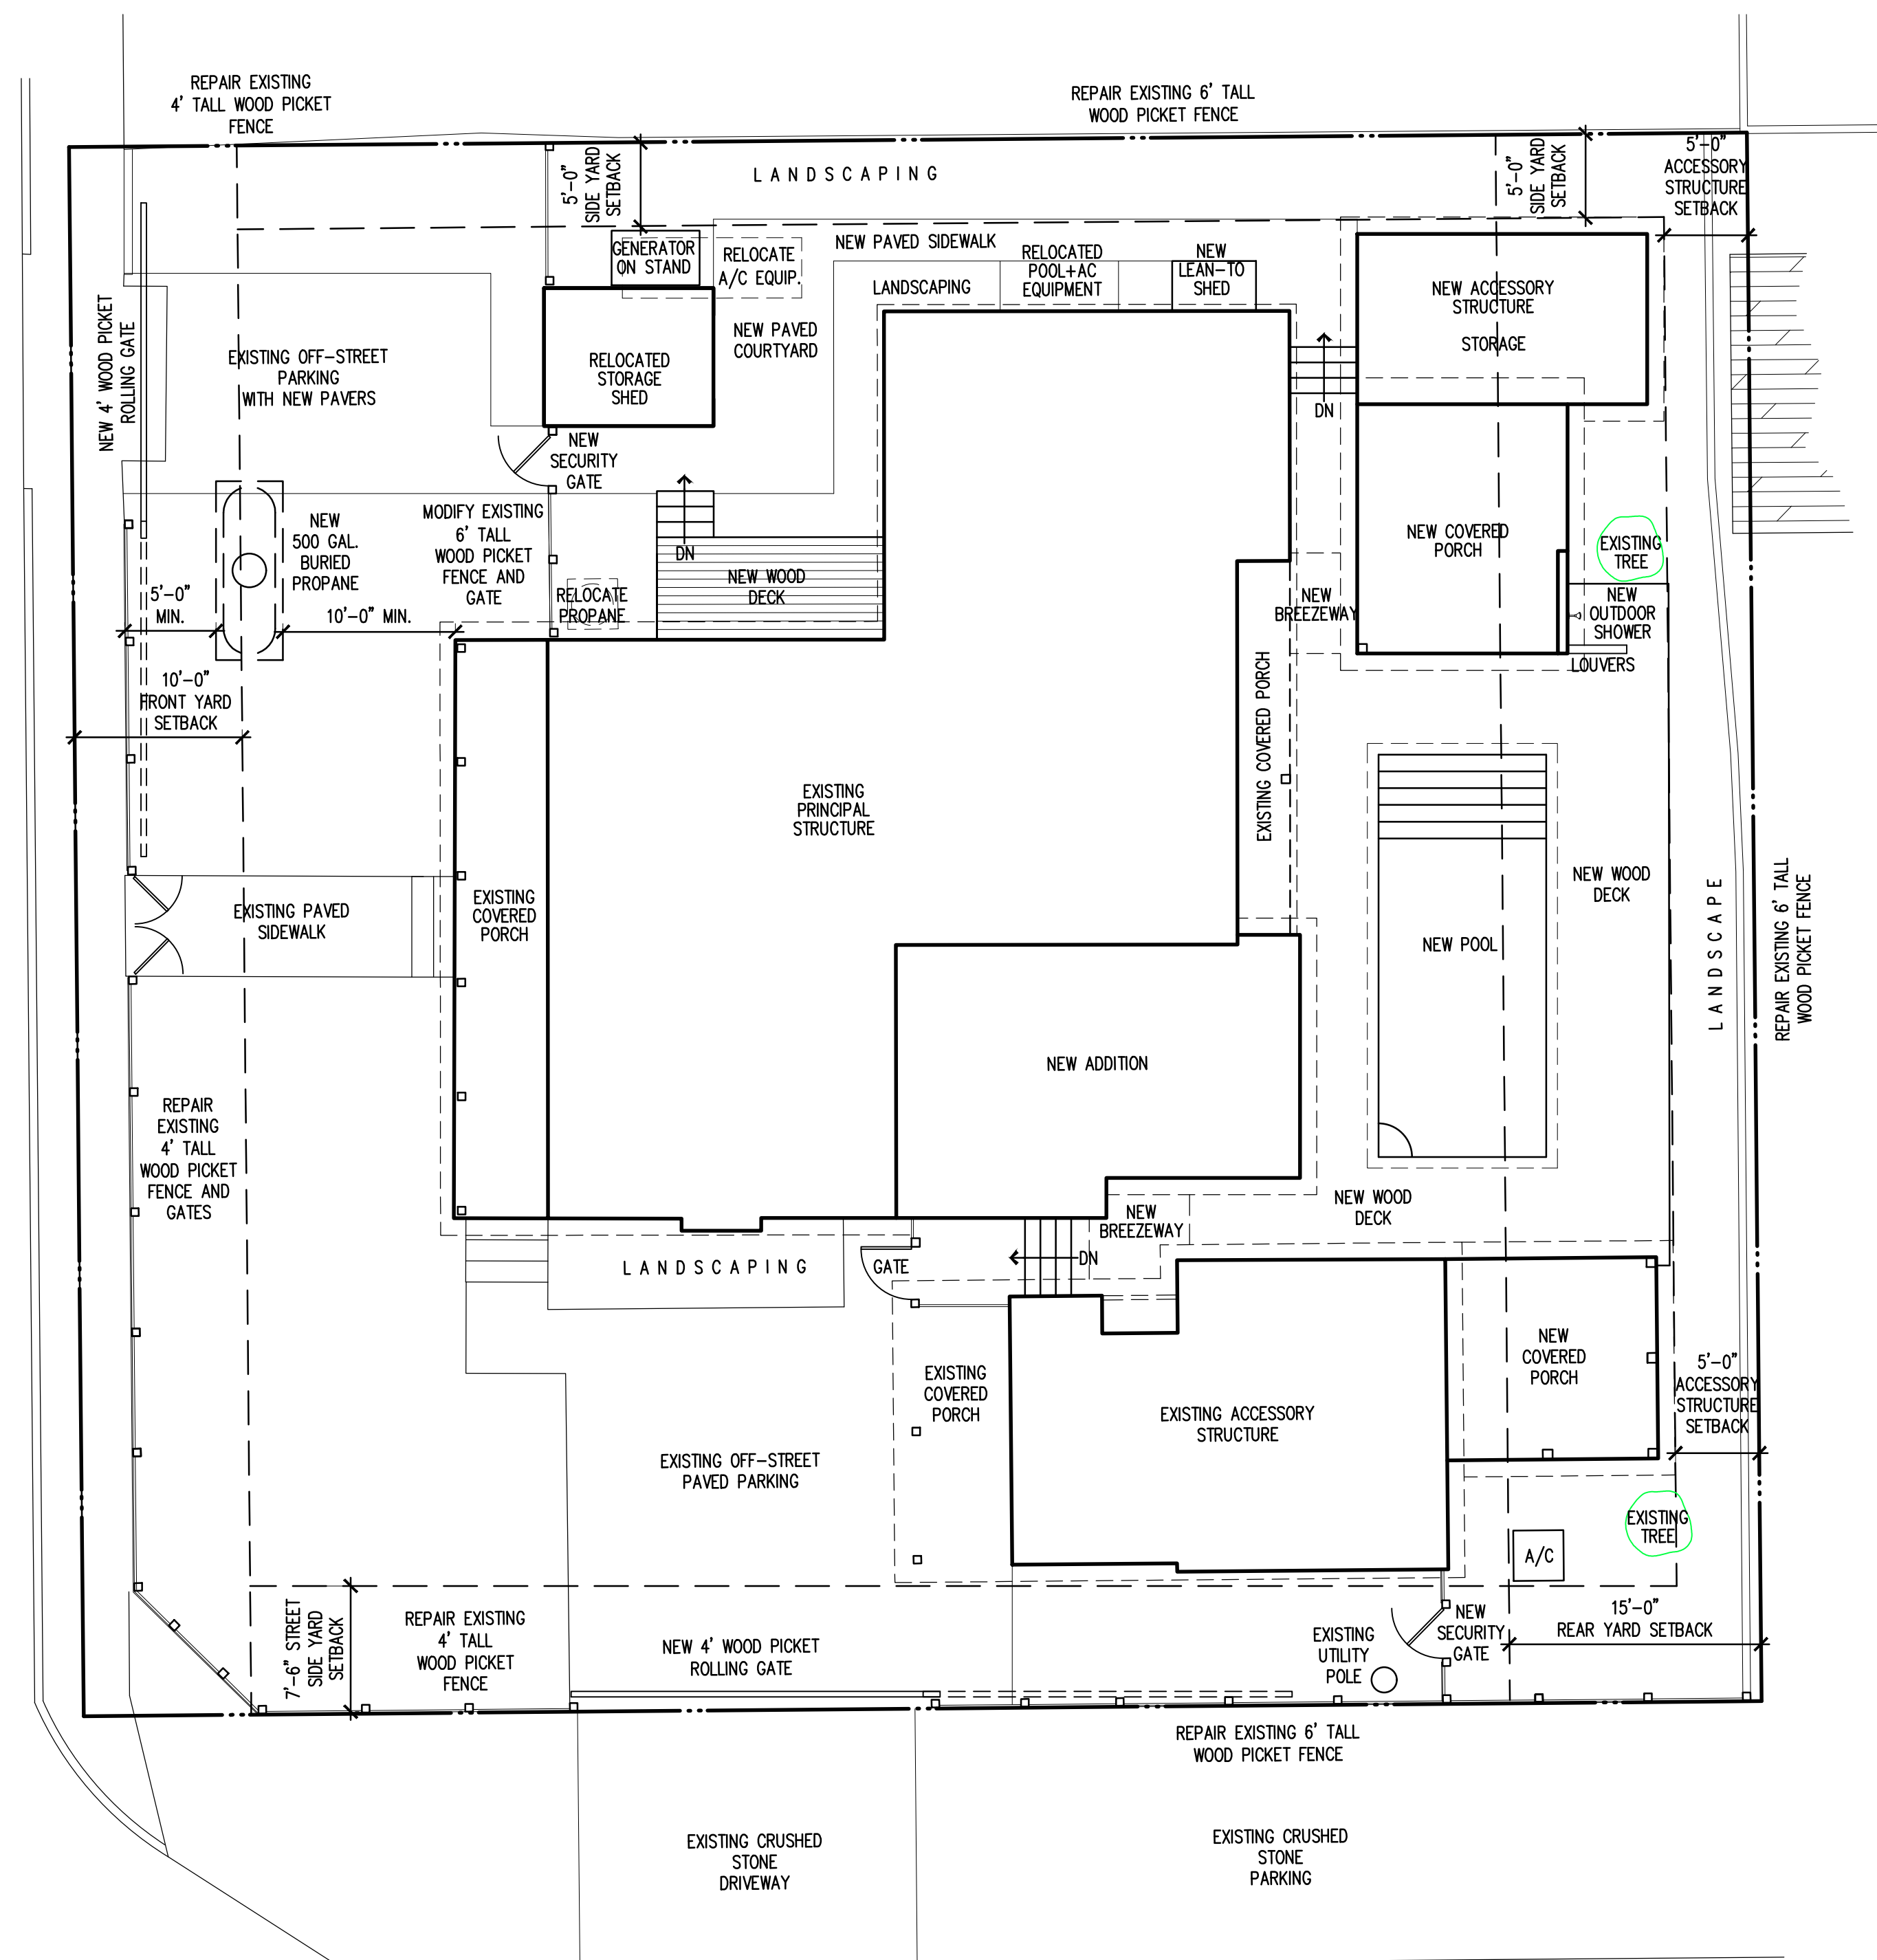 REPAIR EXISTING
4' TALL WOOD PICKET
FENCE
REPAIR EXISTING 6' TALL
WOOD PICKET FENCE
5'-0"
SIDE YARD
SETBACK
LANDSCAPING
5'-0"
SIDE YARD
SETBACK
5'-0"
ACCESSORY
STRUCTURE
SETBACK
GENERATOR
ON STAND
RELOCATE
A/C EQUIP.
NEW PAVED SIDEWALK
LANDSCAPING
RELOCATED
POOL+AC
EQUIPMENT
NEW
LEAN-TO
SHED
NEW ACCESSORY
STRUCTURE
STORAGE
NEW 4' WOOD PICKET
ROLLING GATE
EXISTING OFF-STREET
PARKING
WITH NEW PAVERS
RELOCATED
STORAGE
SHED
NEW PAVED
COURTYARD
DN
NEW
SECURITY
GATE
NEW
500 GAL.
BURIED
PROPANE
MODIFY EXISTING
6' TALL
WOOD PICKET
FENCE AND
GATE
DN
NEW WOOD
DECK
RELOCATE
PROPANE
NEW COVERED
PORCH
EXISTING
TREE
NEW
BREEZEWAY
NEW
OUTDOOR
SHOWER
LOUVERS
5'-0"
MIN.
10'-0" MIN.
10'-0"
FRONT YARD
SETBACK
EXISTING COVERED PORCH
EXISTING
PRINCIPAL
STRUCTURE
EXISTING PAVED
SIDEWALK
EXISTING
COVERED
PORCH
NEW POOL
NEW WOOD
DECK
LANDSCAPE
REPAIR EXISTING 6' TALL
WOOD PICKET FENCE
NEW ADDITION
REPAIR
EXISTING
4' TALL
WOOD PICKET
FENCE AND
GATES
NEW WOOD
DECK
NEW
BREEZEWAY
LANDSCAPING
GATE
DN
EXISTING
COVERED
PORCH
EXISTING ACCESSORY
STRUCTURE
NEW
COVERED
PORCH
5'-0"
ACCESSORY
STRUCTURE
SETBACK
EXISTING OFF-STREET
PAVED PARKING
EXISTING
TREE
A/C
7'-6" STREET
SIDE YARD
SETBACK
REPAIR EXISTING
4' TALL
WOOD PICKET
FENCE
NEW 4' WOOD PICKET
ROLLING GATE
EXISTING
UTILITY
POLE
NEW
SECURITY
GATE
15'-0"
REAR YARD SETBACK
REPAIR EXISTING 6' TALL
WOOD PICKET FENCE
EXISTING CRUSHED
STONE
DRIVEWAY
EXISTING CRUSHED
STONE
PARKING